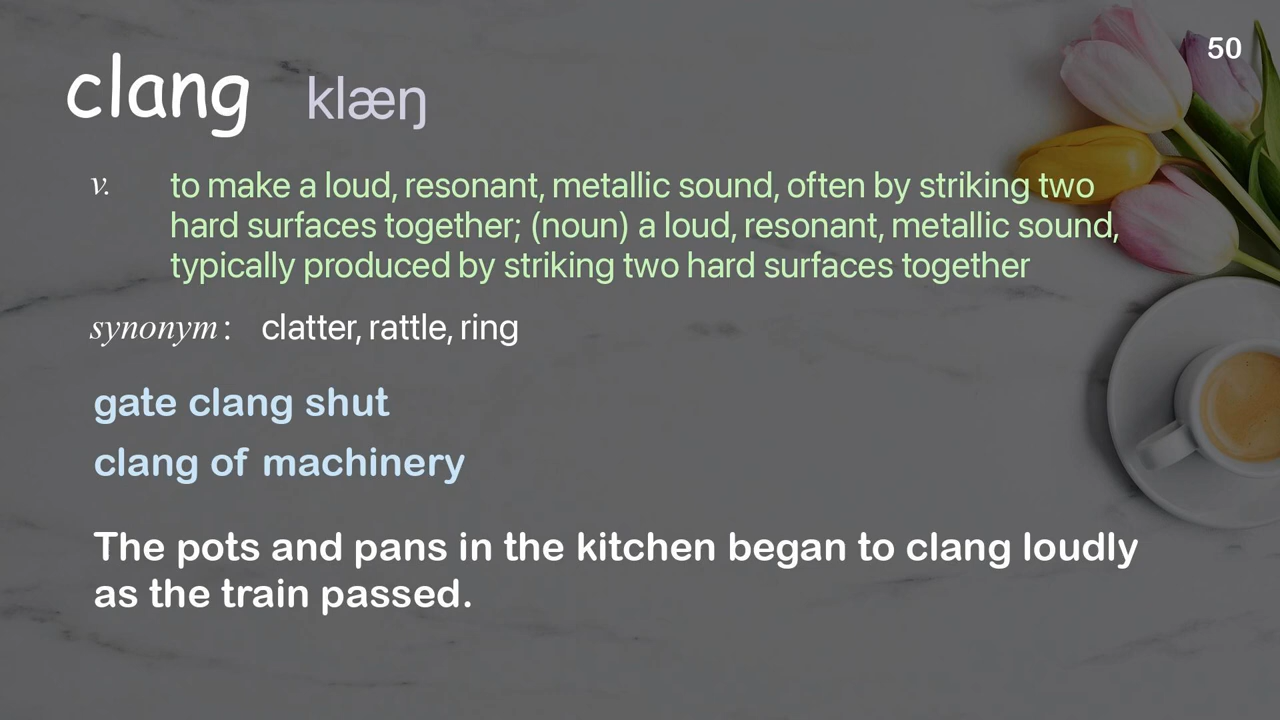 50
clang klæŋ
v. to make a loud, resonant, metallic sound, often by striking two
hard surfaces together; (noun) a loud, resonant, metallic sound,
typically produced by striking two hard surfaces together
synonym: clatter, rattle, ring
gate clang shut
clang of machinery
The pots and pans in the kitchen began to clang loudly
as the train passed.